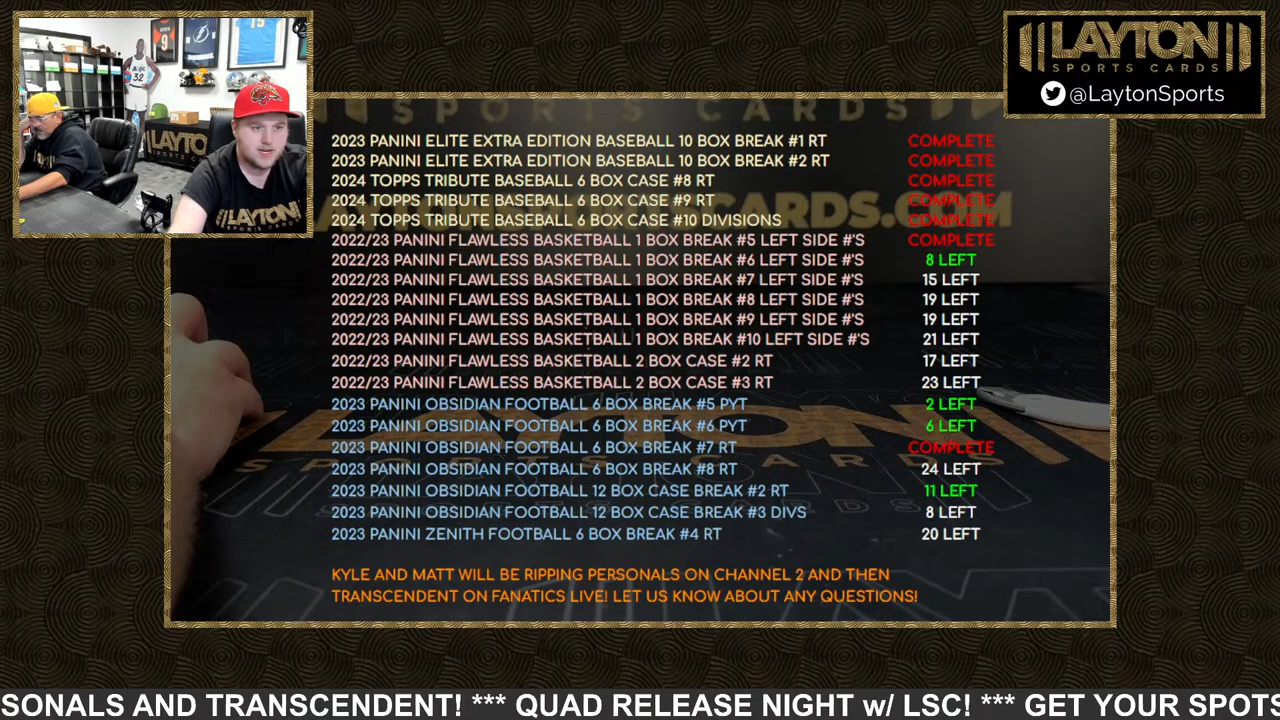 LAYTON
SPORTS CARDS
@LaytonSports
SPORTS CARDS
2023 PANINI ELITE EXTRA EDITION BASEBALL 10 BOX BREAK #1 RT COMPLETE
2023 PANINI ELITE EXTRA EDITION BASEBALL 10 BOX BREAK #2 RT COMPLETE
2024 TOPPS TRIBUTE BASEBALL 6 BOX CASE #8 RT COMPLETE
2024 TOPPS TRIBUTE BASEBALL 6 BOX CASE #9 RT COMPLETE
2024 TOPPS TRIBUTE BASEBALL 6 BOX CASE #10 DIVISIONS COMPLETE
2022/23 PANINI FLAWLESS BASKETBALL 1 BOX BREAK #5 LEFT SIDE #'S COMPLETE
2022/23 PANINI FLAWLESS BASKETBALL 1 BOX BREAK #6 LEFT SIDE #'S 8 LEFT
2022/23 PANINI FLAWLESS BASKETBALL 1 BOX BREAK #7 LEFT SIDE #'S 15 LEFT
2022/23 PANINI FLAWLESS BASKETBALL 1 BOX BREAK #8 LEFT SIDE #'S 19 LEFT
2022/23 PANINI FLAWLESS BASKETBALL 1 BOX BREAK #9 LEFT SIDE #'S 19 LEFT
2022/23 PANINI FLAWLESS BASKETBALL 1 BOX BREAK #10 LEFT SIDE #'S 21 LEFT
2022/23 PANINI FLAWLESS BASKETBALL 2 BOX CASE #2 RT 17 LEFT
2022/23 PANINI FLAWLESS BASKETBALL 2 BOX CASE #3 RT 23 LEFT
2023 PANINI OBSIDIAN FOOTBALL 6 BOX BREAK #5 PYT 2 LEFT
2023 PANINI OBSIDIAN FOOTBALL 6 BOX BREAK #6 PYT 6 LEFT
2023 PANINI OBSIDIAN FOOTBALL 6 BOX BREAK #7 RT COMPLETE
2023 PANINI OBSIDIAN FOOTBALL 6 BOX BREAK #8 RT 24 LEFT
2023 PANINI OBSIDIAN FOOTBALL 12 BOX CASE BREAK #2 RT 11 LEFT
2023 PANINI OBSIDIAN FOOTBALL 12 BOX CASE BREAK #3 DIVS 8 LEFT
2023 PANINI ZENITH FOOTBALL 6 BOX BREAK #4 RT 20 LEFT
KYLE AND MATT WILL BE RIPPING PERSONALS ON CHANNEL 2 AND THEN
TRANSCENDENT ON FANATICS LIVE! LET US KNOW ABOUT ANY QUESTIONS!
SONALS AND TRANSCENDENT! *** QUAD RELEASE NIGHT w/ LSC! *** GET YOUR SPOTS
9
15
32
LAYTON
LAYTON
SPORTS CARDS